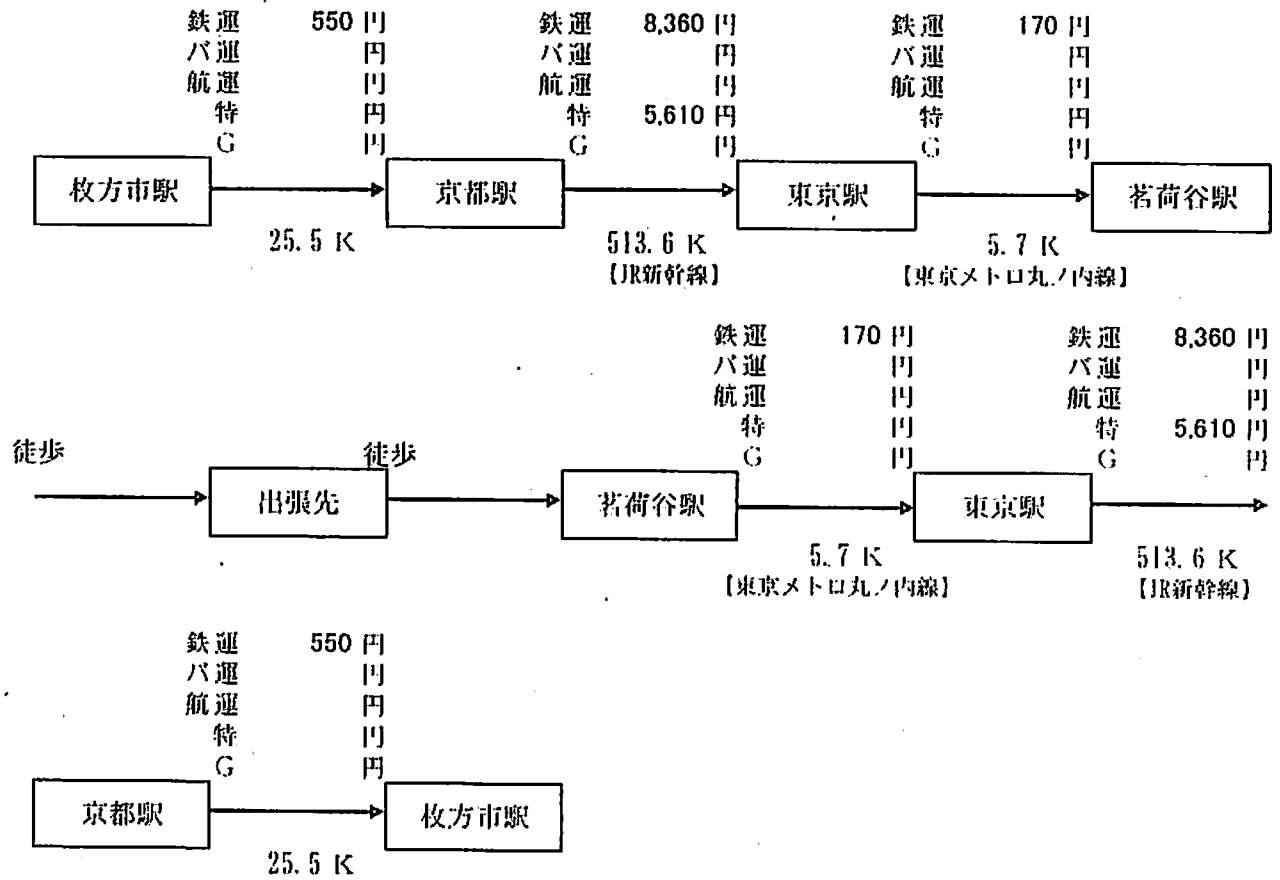 鉄運 550 円 鉄運 8,360 円 鉄運 170 円
バ運 円 バ運 円 バ運 円
航運 円 航運 円 航運 円
特 円 特 5,610 円 特 円
G 円 G 円 G 円
枚方市駅 京都駅 東京駅 茗荷谷駅
25.5 K 513.6 K 5.7 K
【JR新幹線】 【東京メトロ丸ノ内線】
鉄運 170 円 鉄運 8,360 円
バ運 円 バ運 円
航運 円 航運 円
特 円 特 5,610 円
G 円 G 円
徒歩 徒歩
出張先 茗荷谷駅 東京駅
5.7 K 513.6 K
【東京メトロ丸ノ内線】 【JR新幹線】
鉄運 550 円
バ運 円
航運 円
特 円
G 円
京都駅 枚方市駅
25.5 K